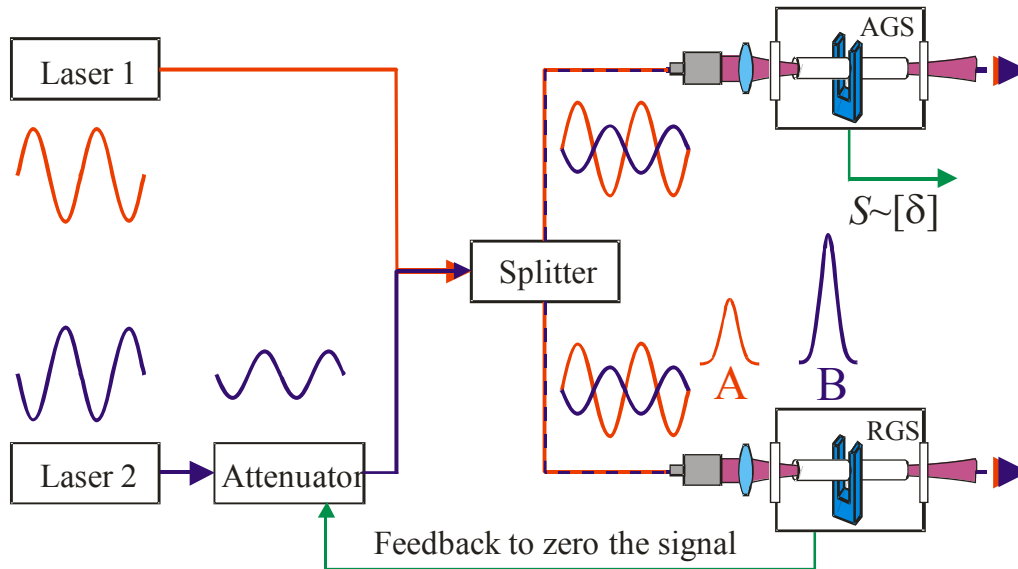 Laser 1
AGS
S~[δ]
Splitter
A
B
Laser 2
Attenuator
RGS
Feedback to zero the signal